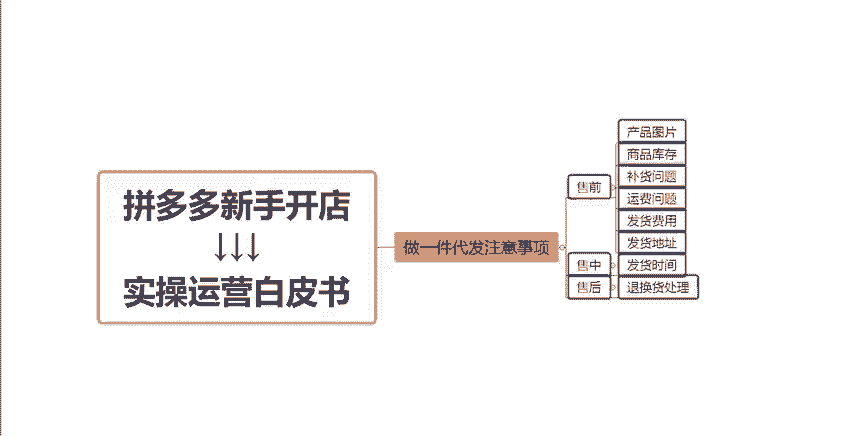 拼多多新手开店
↓↓↓
实操运营白皮书
做一件代发注意事项
售前
产品图片
商品库存
补货问题
运费问题
发货费用
发货地址
售中
发货时间
售后
退换货处理